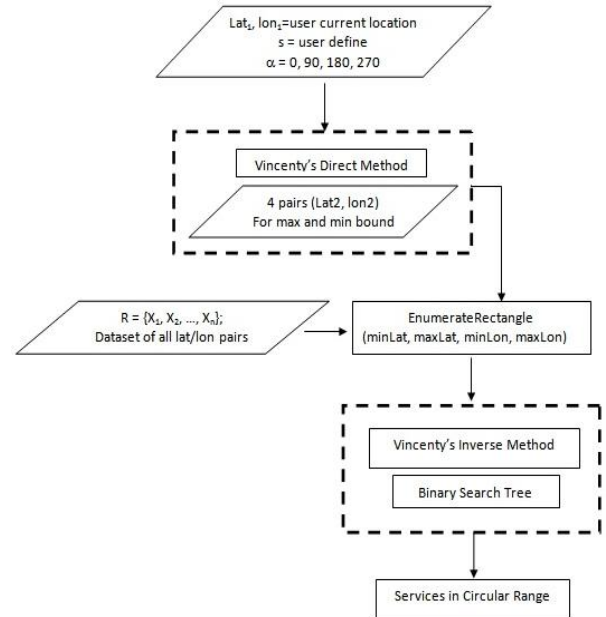 Lat₁, lon₁=user current location
s = user define
α = 0, 90, 180, 270
Vincenty's Direct Method
4 pairs (Lat2, lon2)
For max and min bound
R = {X₁, X₂, ..., Xₙ};
Dataset of all lat/lon pairs
EnumerateRectangle
(minLat, maxLat, minLon, maxLon)
Vincenty's Inverse Method
Binary Search Tree
Services in Circular Range